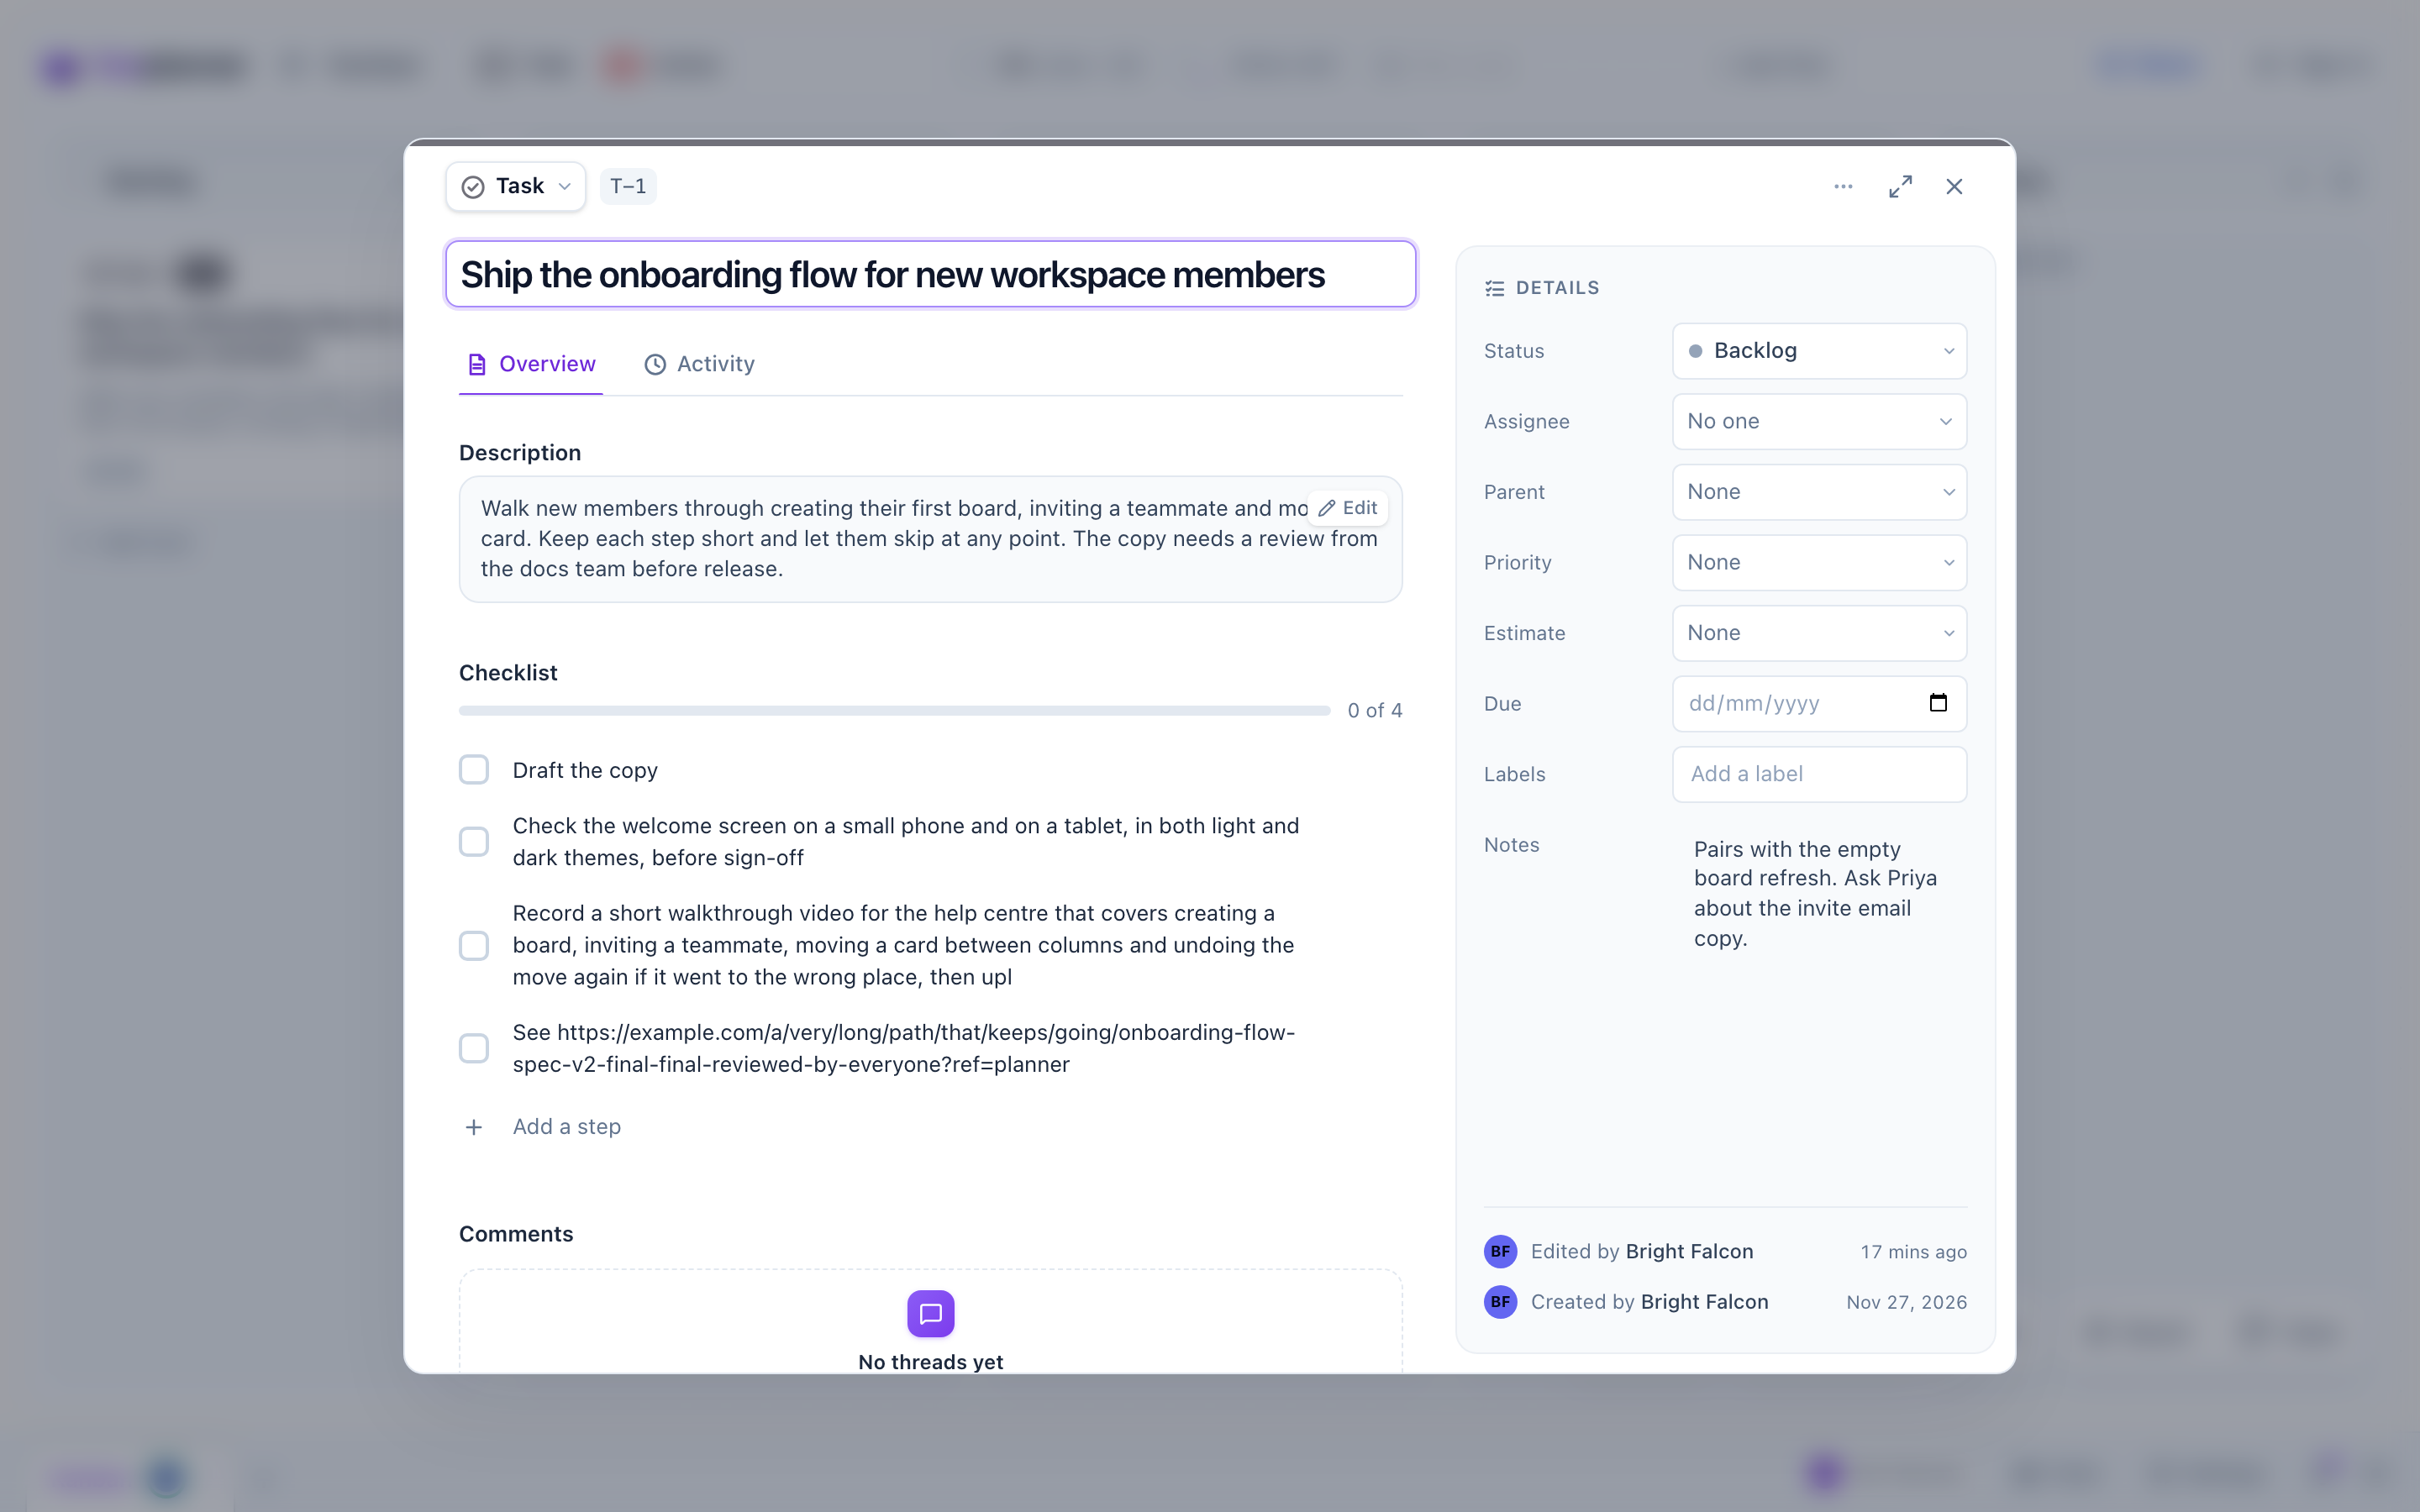 Task
T-1
Ship the onboarding flow for new workspace members
Overview
Activity
Description
Walk new members through creating their first board, inviting a teammate and mo
Edit
card. Keep each step short and let them skip at any point. The copy needs a review from
the docs team before release.
Checklist
0 of 4
Draft the copy
Check the welcome screen on a small phone and on a tablet, in both light and
dark themes, before sign-off
Record a short walkthrough video for the help centre that covers creating a
board, inviting a teammate, moving a card between columns and undoing the
move again if it went to the wrong place, then upl
See https://example.com/a/very/long/path/that/keeps/going/onboarding-flow-
spec-v2-final-final-reviewed-by-everyone?ref=planner
Add a step
Comments
No threads yet
DETAILS
Status
Backlog
Assignee
No one
Parent
None
Priority
None
Estimate
None
Due
dd/mm/yyyy
Labels
Add a label
Notes
Pairs with the empty
board refresh. Ask Priya
about the invite email
copy.
BF
Edited by Bright Falcon
17 mins ago
BF
Created by Bright Falcon
Nov 27, 2026